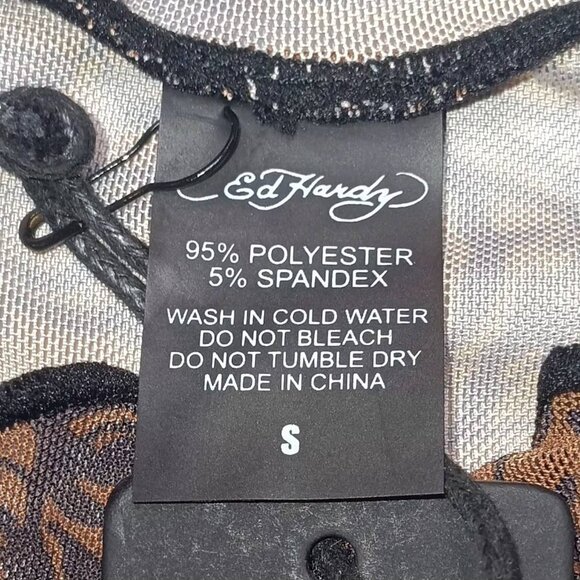 Ed Hardy
95% POLYESTER
5% SPANDEX
WASH IN COLD WATER
DO NOT BLEACH
DO NOT TUMBLE DRY
MADE IN CHINA
S